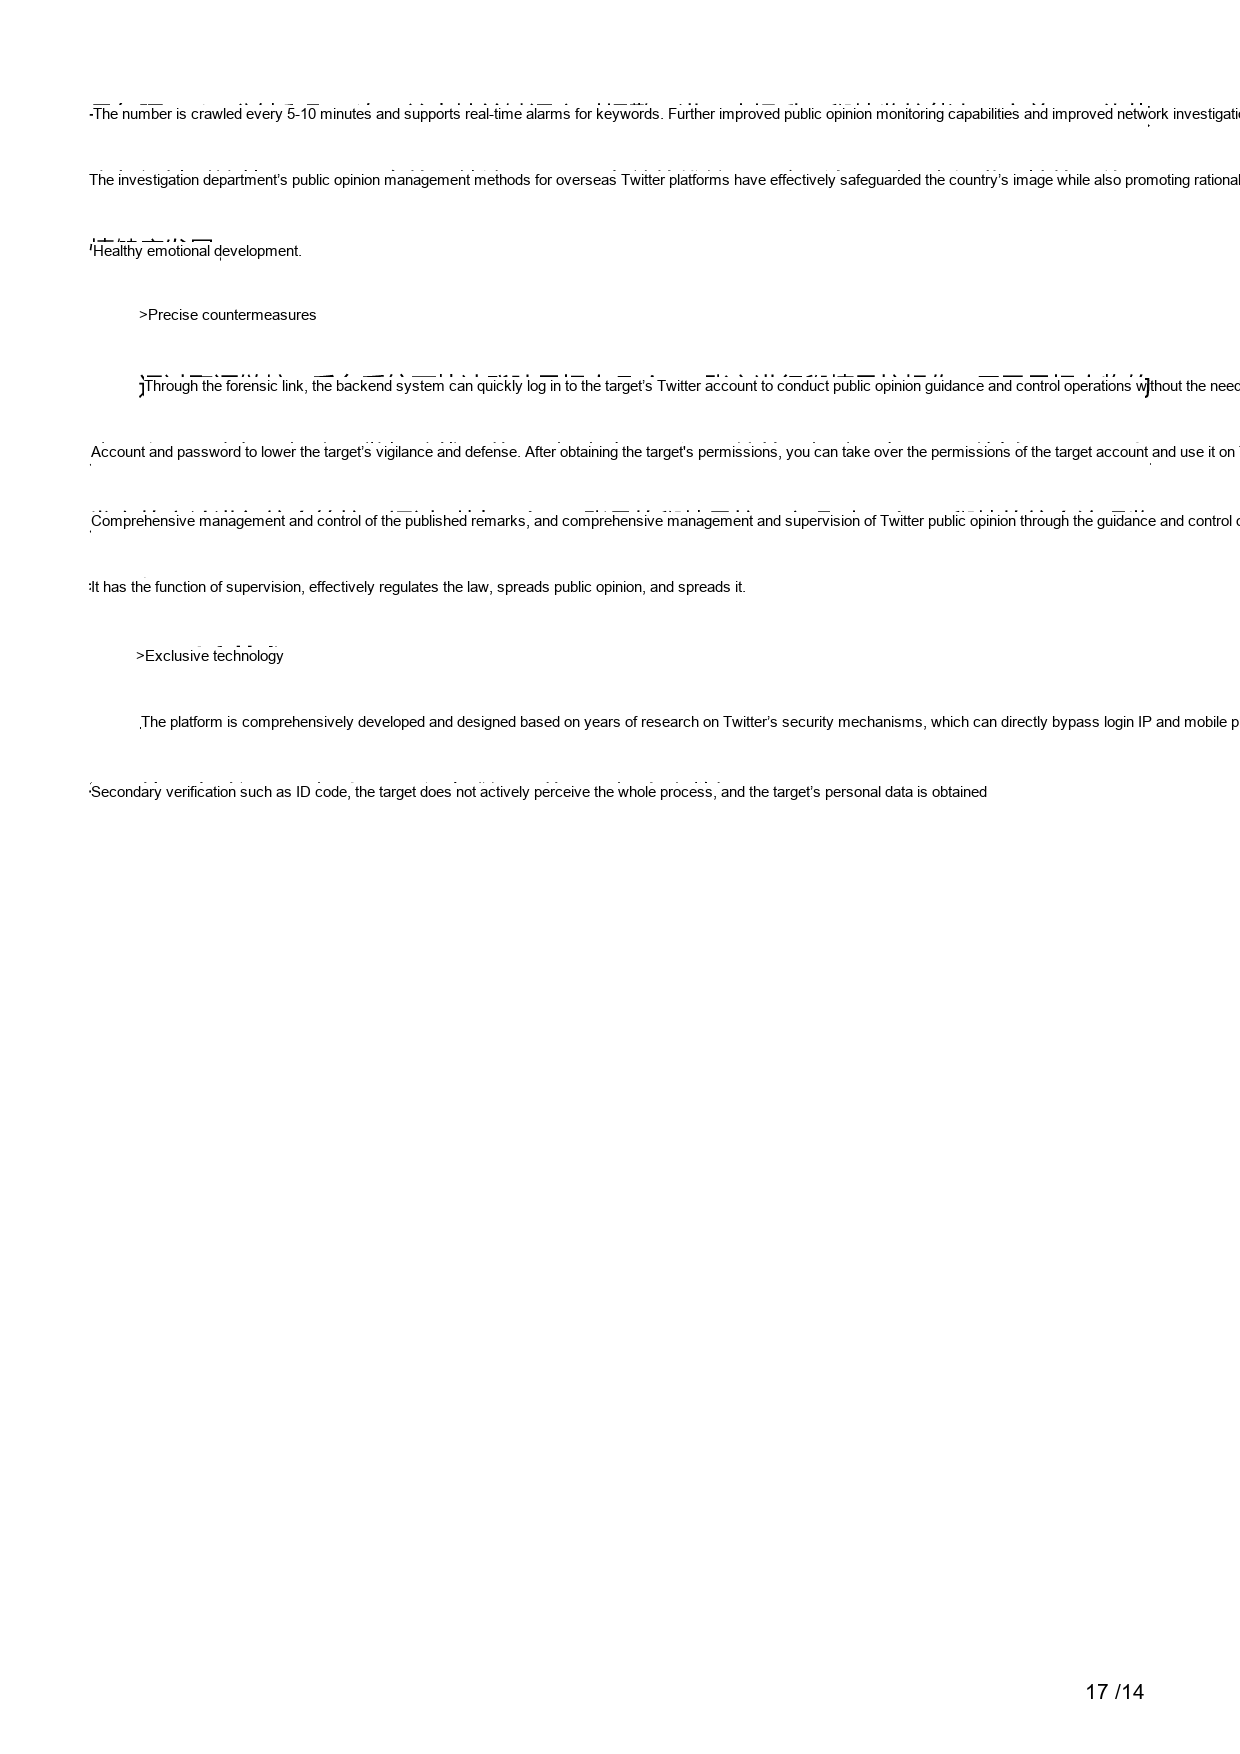 The number is crawled every 5-10 minutes and supports real-time alarms for keywords. Further improved public opinion monitoring capabilities and improved network
The investigation department’s public opinion management methods for overseas Twitter platforms have effectively safeguarded the country’s image while also promoting rational
Healthy emotional development.
>Precise countermeasures
Through the forensic link, the backend system can quickly log in to the target’s Twitter account to conduct public opinion guidance and control operations without the need
Account and password to lower the target’s vigilance and defense. After obtaining the target's permissions, you can take over the permissions of the target account and use it on
Comprehensive management and control of the published remarks, and comprehensive management and supervision of Twitter public opinion through the guidance and control
It has the function of supervision, effectively regulates the law, spreads public opinion, and spreads it.
>Exclusive technology
The platform is comprehensively developed and designed based on years of research on Twitter’s security mechanisms, which can directly bypass login IP and mobile
Secondary verification such as ID code, the target does not actively perceive the whole process, and the target’s personal data is obtained
17 /14